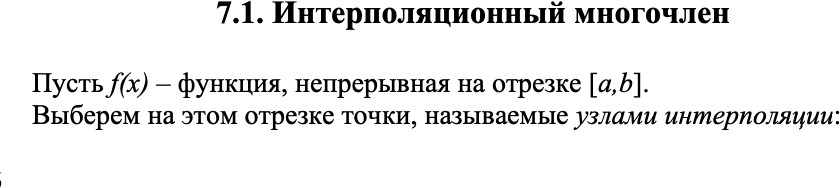 7.1. Интерполяционный многочлен
Пусть f(x) – функция, непрерывная на отрезке [a,b].
Выберем на этом отрезке точки, называемые узлами интерполяции: